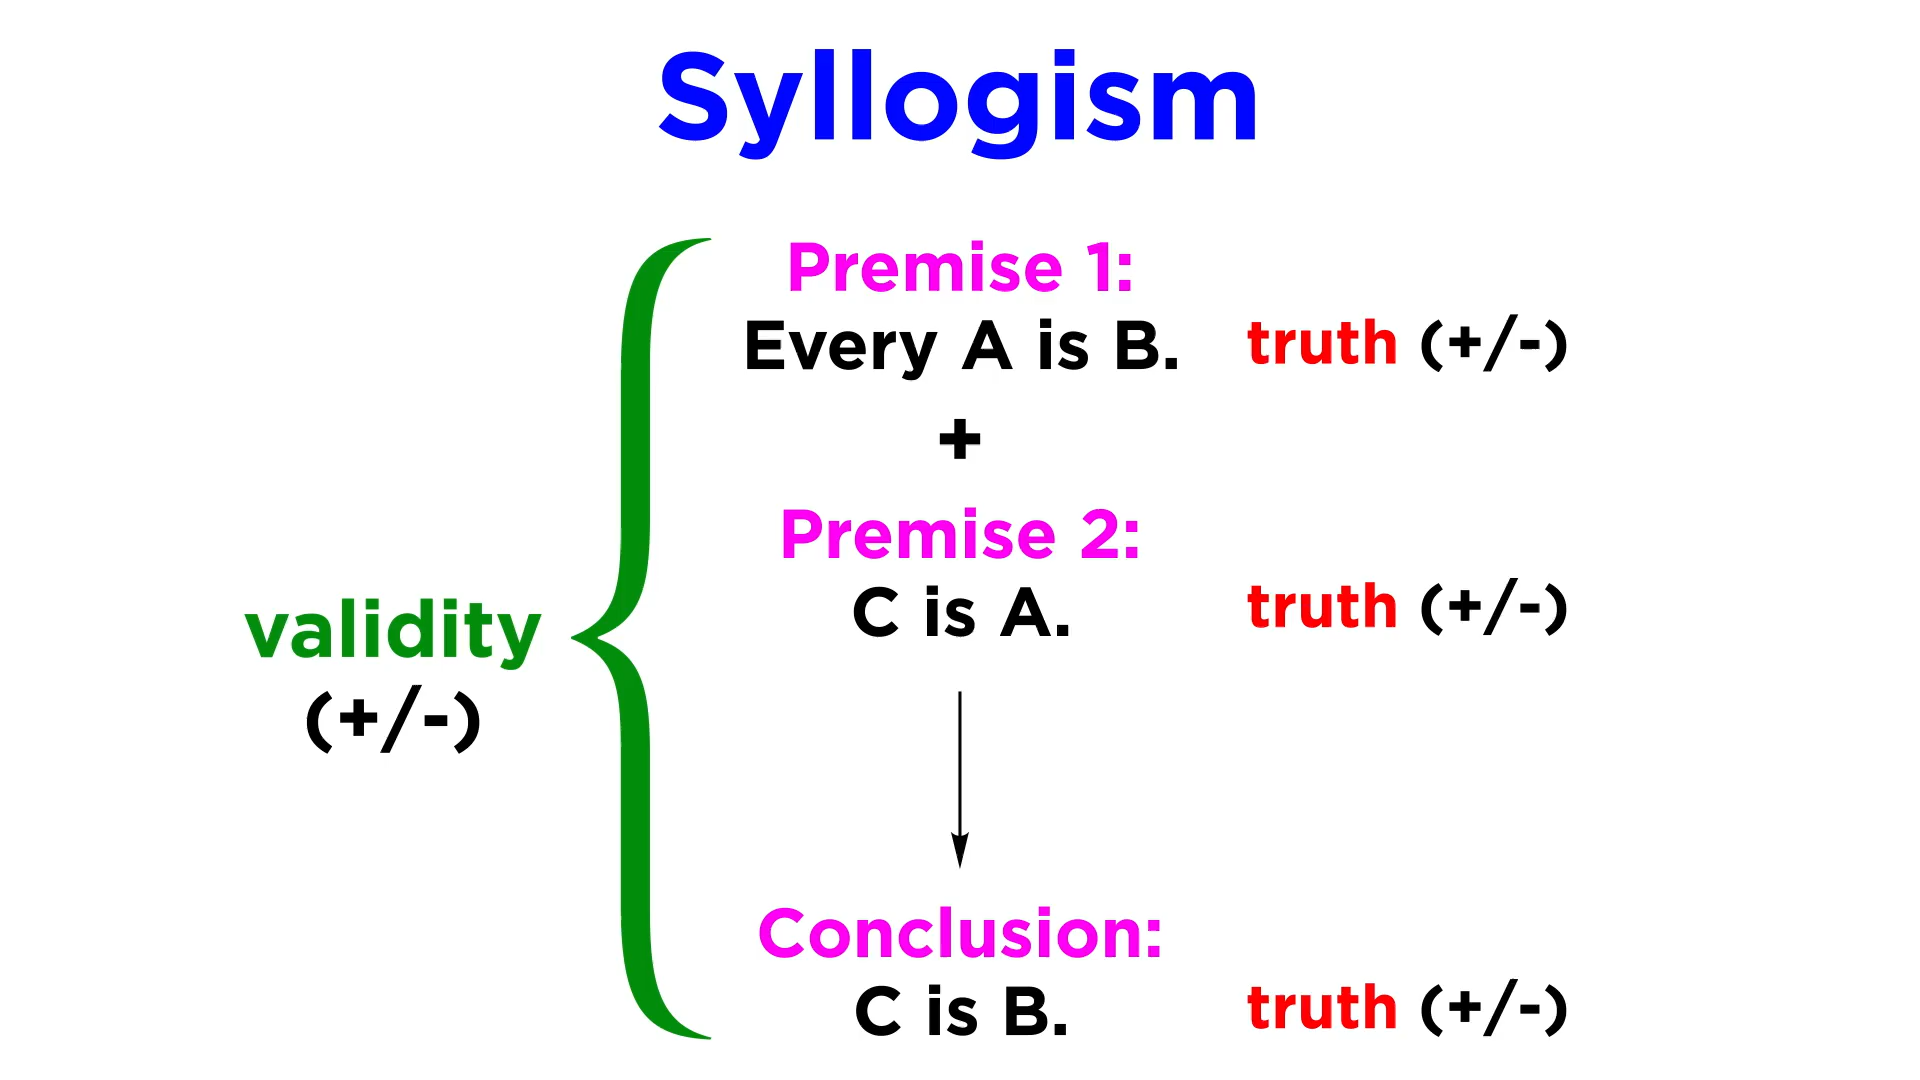 Syllogism
Premise 1:
Every A is B. truth (+/-)
+
Premise 2:
C is A. truth (+/-)
validity
(+/-)
Conclusion:
C is B. truth (+/-)